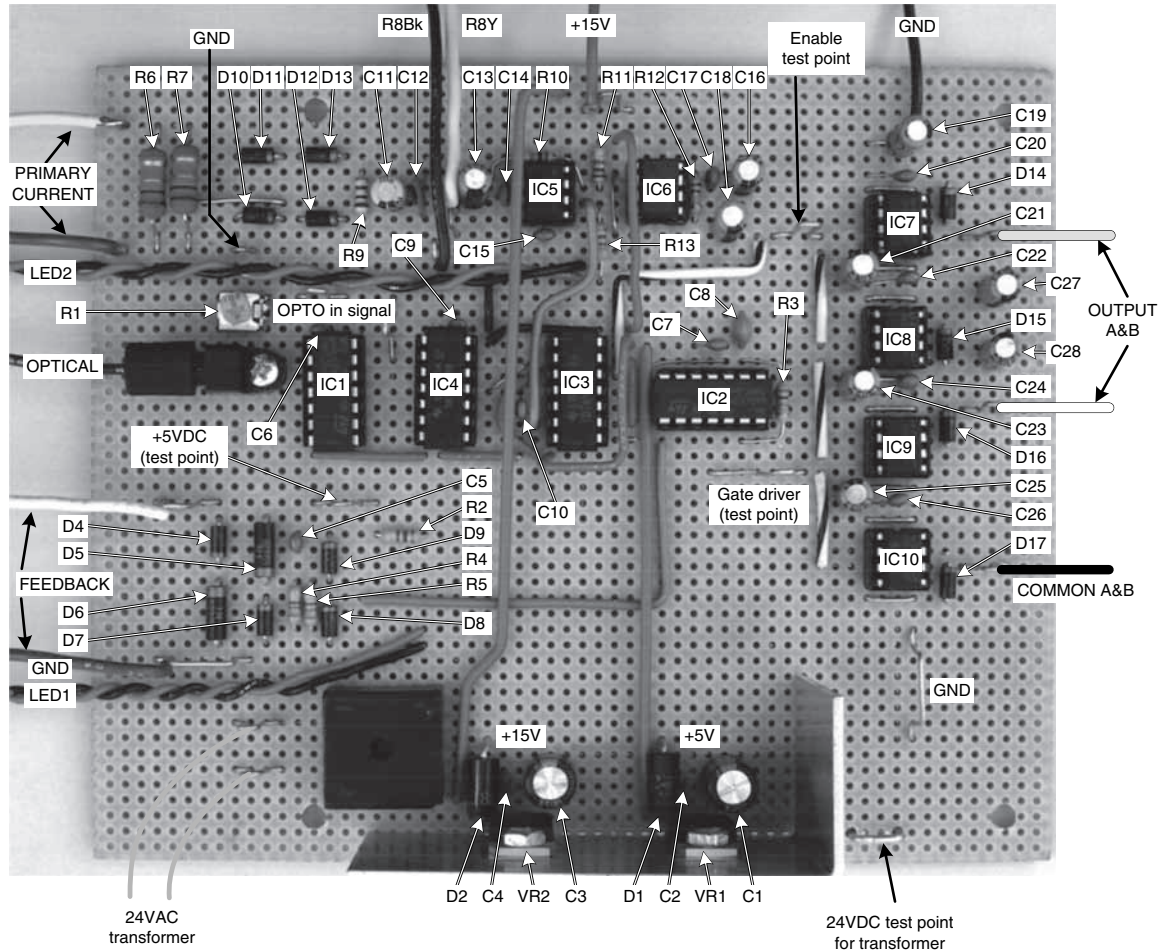 R8Bk R8Y +15V GND
GND
Enable
test point
R6 R7 D10 D11 D12 D13 C11 C12 C13 C14 R10 R11 R12 C17 C18 C16
C19
C20
D14
PRIMARY
CURRENT
IC5 IC6
IC7
C21
R9 C9 C15 R13
C22
LED2
C27
C8
R3
R1
OPTO in signal
D15
OUTPUT
A&B
C7
IC8
C28
OPTICAL
IC1 IC4 IC3
IC2
C24
C6
C23
+5VDC
(test point)
IC9
D16
C5
C25
R2
C10
Gate driver
(test point)
C26
D4
D9
D5
R4
IC10
D17
FEEDBACK
R5
COMMON A&B
D6
D7
D8
GND
LED1
GND
+15V +5V
D2 C4 VR2 C3 D1 C2 VR1 C1
24VAC
transformer
24VDC test point
for transformer